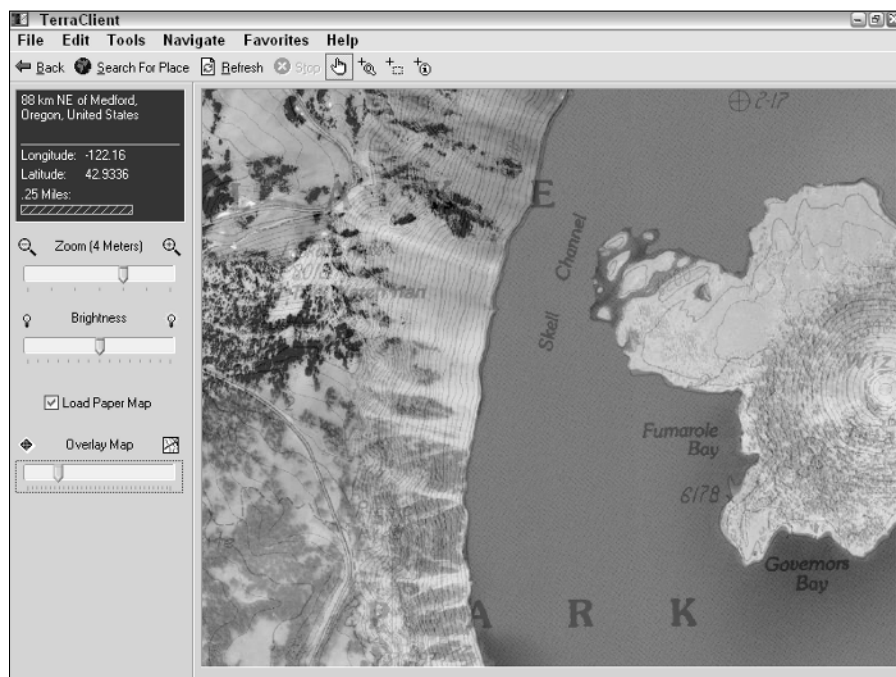 TerraClient
File Edit Tools Navigate Favorites Help
Back Search For Place Refresh Stop
88 km NE of Medford,
Oregon, United States
Longitude: -122.16
Latitude: 42.9336
.25 Miles:
Zoom (4 Meters)
Brightness
Load Paper Map
Overlay Map
2-17
E
Skell Channel
Fumarole
Bay
6178
Governors
Bay
P A R K